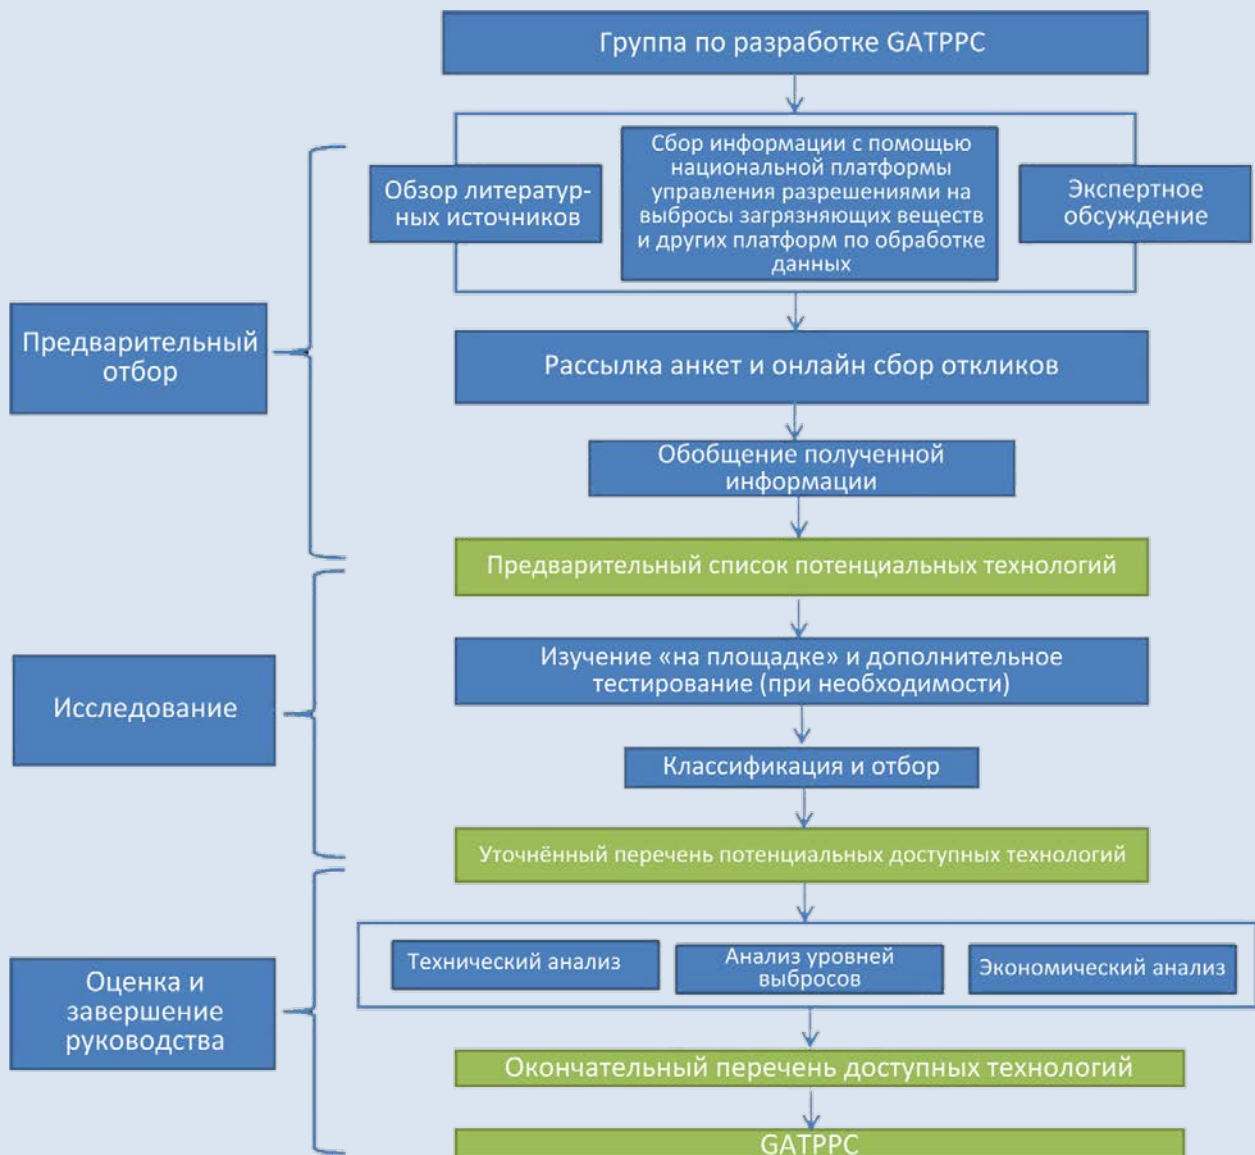 Группа по разработке GATPPC
Обзор литератур-
ных источников
Сбор информации с помощью
национальной платформы
управления разрешениями на
выбросы загрязняющих веществ
и других платформ по обработке
данных
Экспертное
обсуждение
Предварительный
отбор
Рассылка анкет и онлайн сбор откликов
Обобщение полученной
информации
Предварительный список потенциальных технологий
Исследование
Изучение «на площадке» и дополнительное
тестирование (при необходимости)
Классификация и отбор
Уточнённый перечень потенциальных доступных технологий
Оценка и
завершение
руководства
Технический анализ
Анализ уровней
выбросов
Экономический анализ
Окончательный перечень доступных технологий
GATPPC